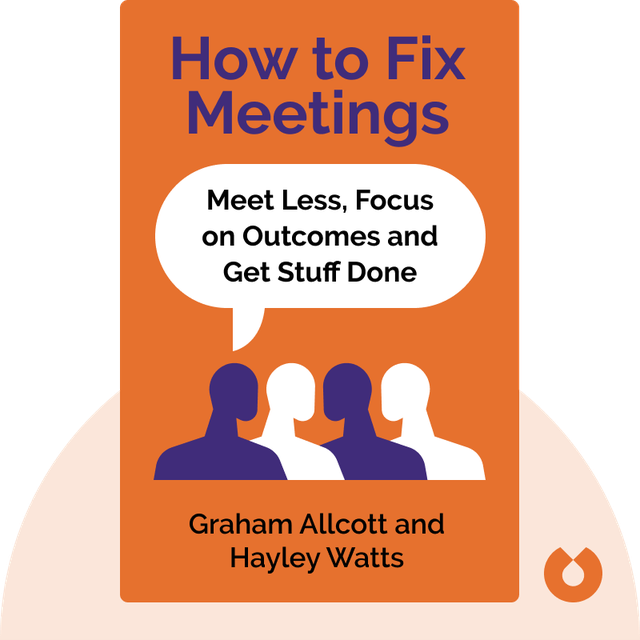 How to Fix
Meetings
Meet Less, Focus
on Outcomes and
Get Stuff Done
Graham Allcott and
Hayley Watts